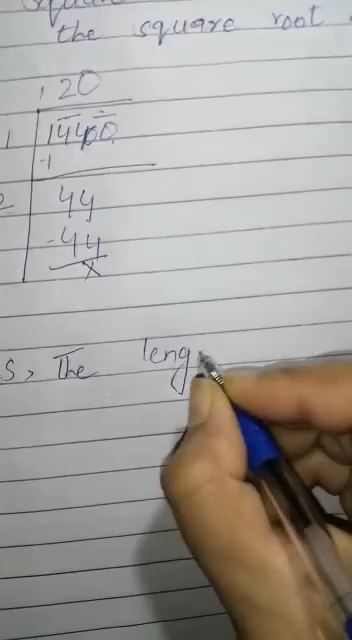 the square root
120
1 14400
-1
2 44
-44
x
The leng